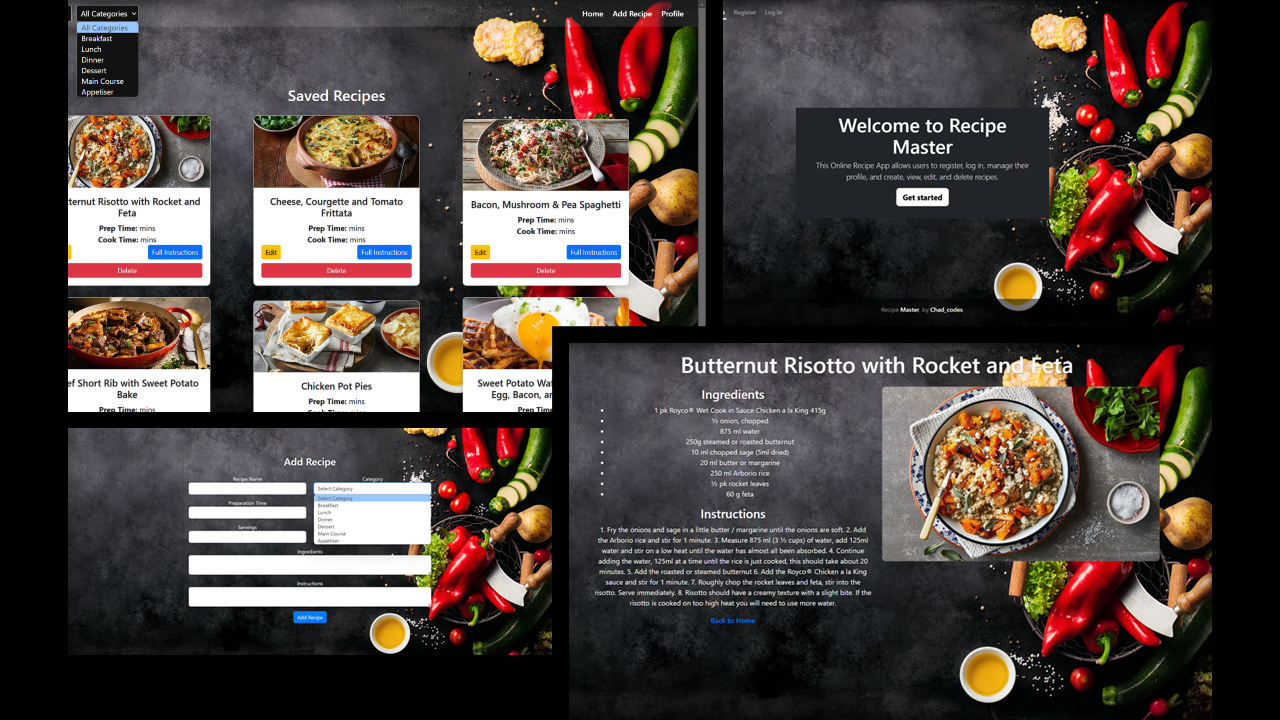 All Categories
All Categories
Breakfast
Lunch
Dinner
Dessert
Main Course
Appetiser
Home Add Recipe Profile
Saved Recipes
tternut Risotto with Rocket and
Feta
Prep Time: mins
Cook Time: mins
Full Instructions
Delete
Cheese, Courgette and Tomato
Frittata
Prep Time: mins
Cook Time: mins
Edit Full Instructions
Delete
Bacon, Mushroom & Pea Spaghetti
Prep Time: mins
Cook Time: mins
Edit Full Instructions
Delete
ef Short Rib with Sweet Potato
Bake
Prep Time: mins
Chicken Pot Pies
Prep Time: mins
Sweet Potato Waf
Egg, Bacon, an
Prep Time
Register Log in
Welcome to Recipe
Master
This Online Recipe App allows users to register, log in, manage their
profile, and create, view, edit, and delete recipes.
Get started
Recipe Master, by Chad_codes
Add Recipe
Recipe Name
Category
Select Category
Select Category
Breakfast
Lunch
Dinner
Dessert
Main Course
Appetiser
Preparation Time
Servings
Ingredients
Instructions
Add Recipe
Butternut Risotto with Rocket and Feta
Ingredients
1 pk Royco® Wet Cook in Sauce Chicken a la King 415g
½ onion, chopped
875 ml water
250g steamed or roasted butternut
10 ml chopped sage (5ml dried)
20 ml butter or margarine
250 ml Arborio rice
½ pk rocket leaves
60 g feta
Instructions
1. Fry the onions and sage in a little butter / margarine until the onions are soft. 2. Add
the Arborio rice and stir for 1 minute. 3. Measure 875 ml (3 ½ cups) of water, add 125ml
water and stir on a low heat until the water has almost all been absorbed. 4. Continue
adding the water, 125ml at a time until the rice is just cooked, this should take about 20
minutes. 5. Add the roasted or steamed butternut 6. Add the Royco® Chicken a la King
sauce and stir for 1 minute. 7. Roughly chop the rocket leaves and feta, stir into the
risotto. Serve immediately. 8. Risotto should have a creamy texture with a slight bite. If the
risotto is cooked on too high heat you will need to use more water.
Back to Home